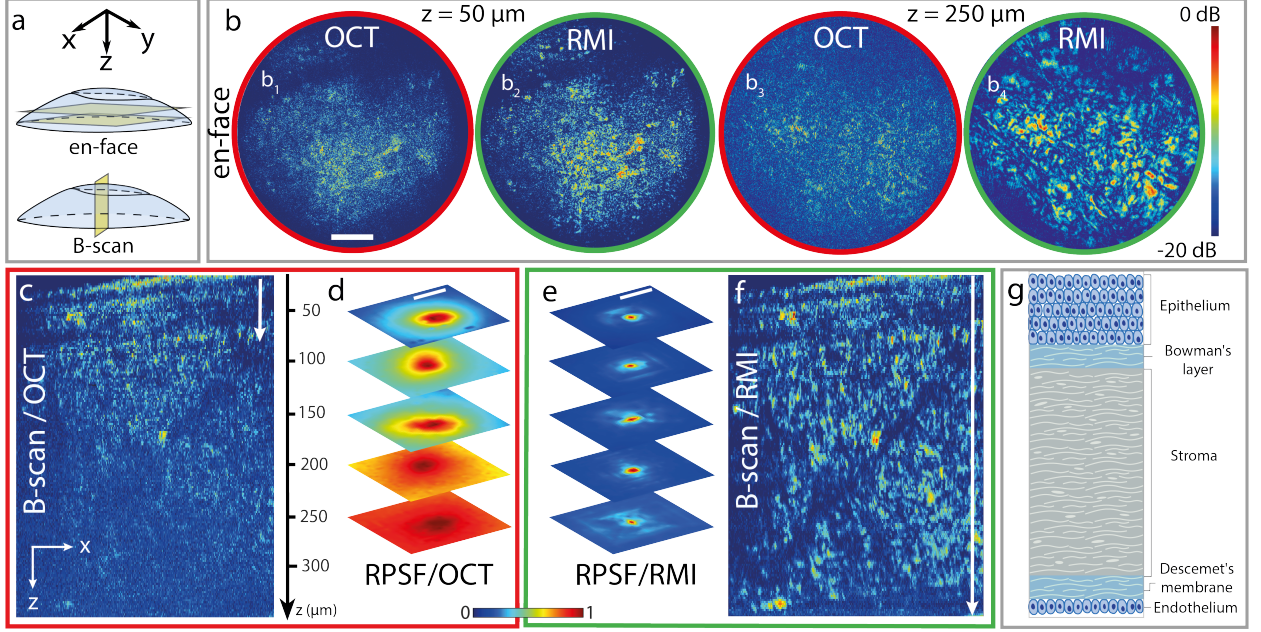 a
x
y
z
en-face
B-scan
b
en-face
z = 50 µm
z = 250 µm
0 dB
-20 dB
OCT
RMI
OCT
RMI
b1
b2
b3
b4
c
B-scan / OCT
x
z
50
100
150
200
250
300
z (µm)
d
RPSF/OCT
0
1
e
RPSF/RMI
f
B-scan / RMI
g
Epithelium
Bowman's
layer
Stroma
Descemet's
membrane
Endothelium